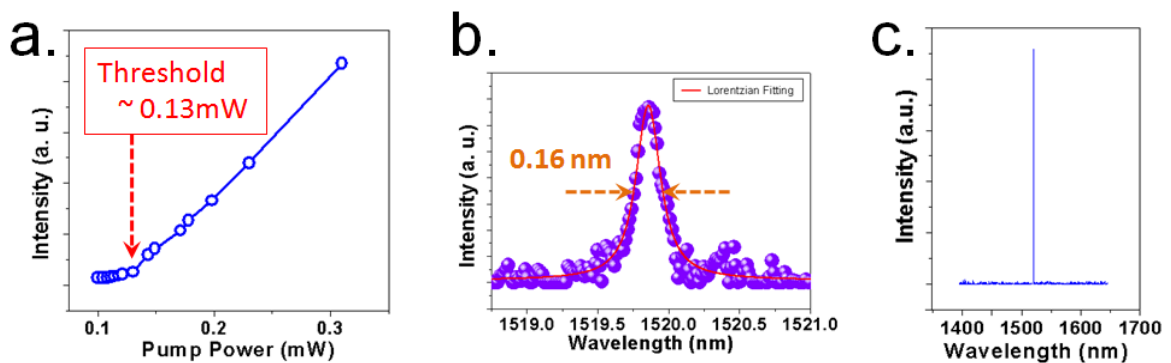 a.
Threshold
~ 0.13mW
Intensity (a. u.)
0.1 0.2 0.3
Pump Power (mW)
b.
Lorentzian Fitting
0.16 nm
Intensity (a. u.)
1519.0 1519.5 1520.0 1520.5 1521.0
Wavelength (nm)
c.
Intensity (a.u.)
1400 1500 1600 1700
Wavelength (nm)